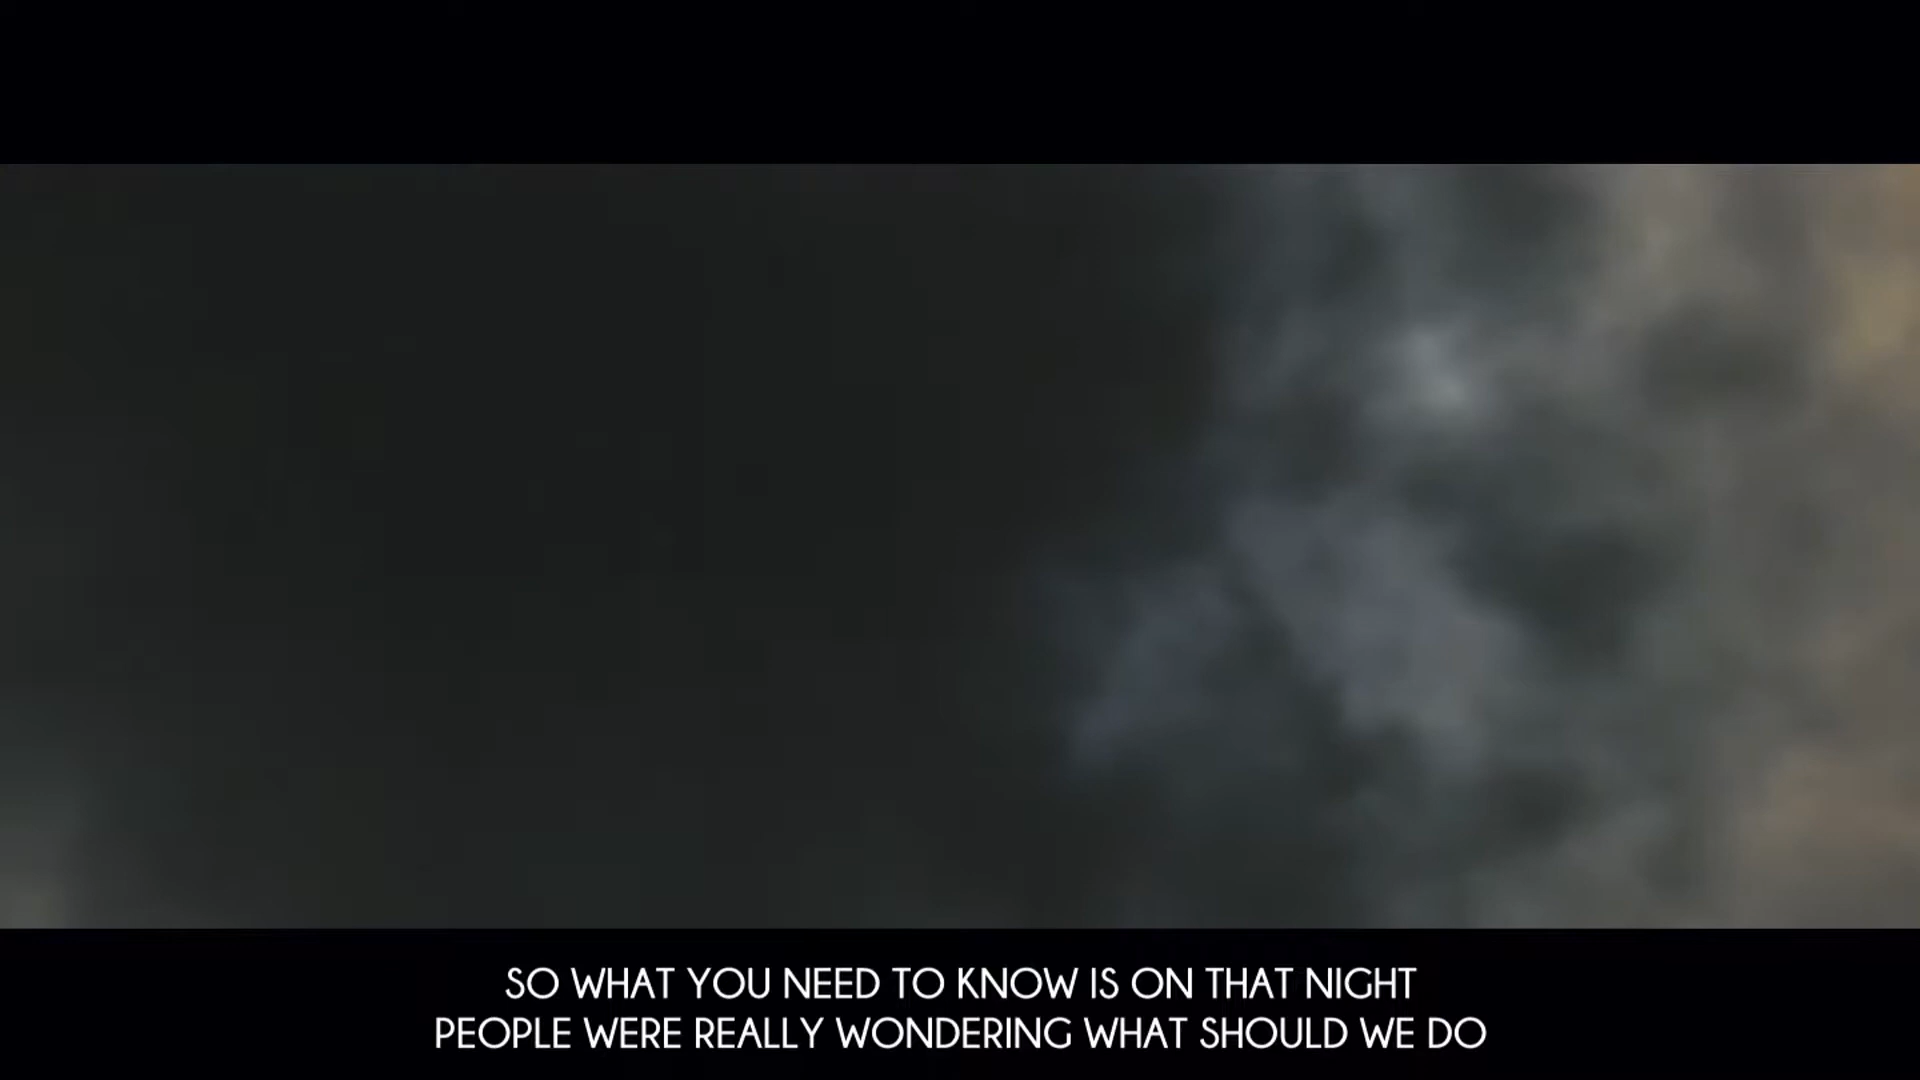 SO WHAT YOU NEED TO KNOW IS ON THAT NIGHT
PEOPLE WERE REALLY WONDERING WHAT SHOULD WE DO